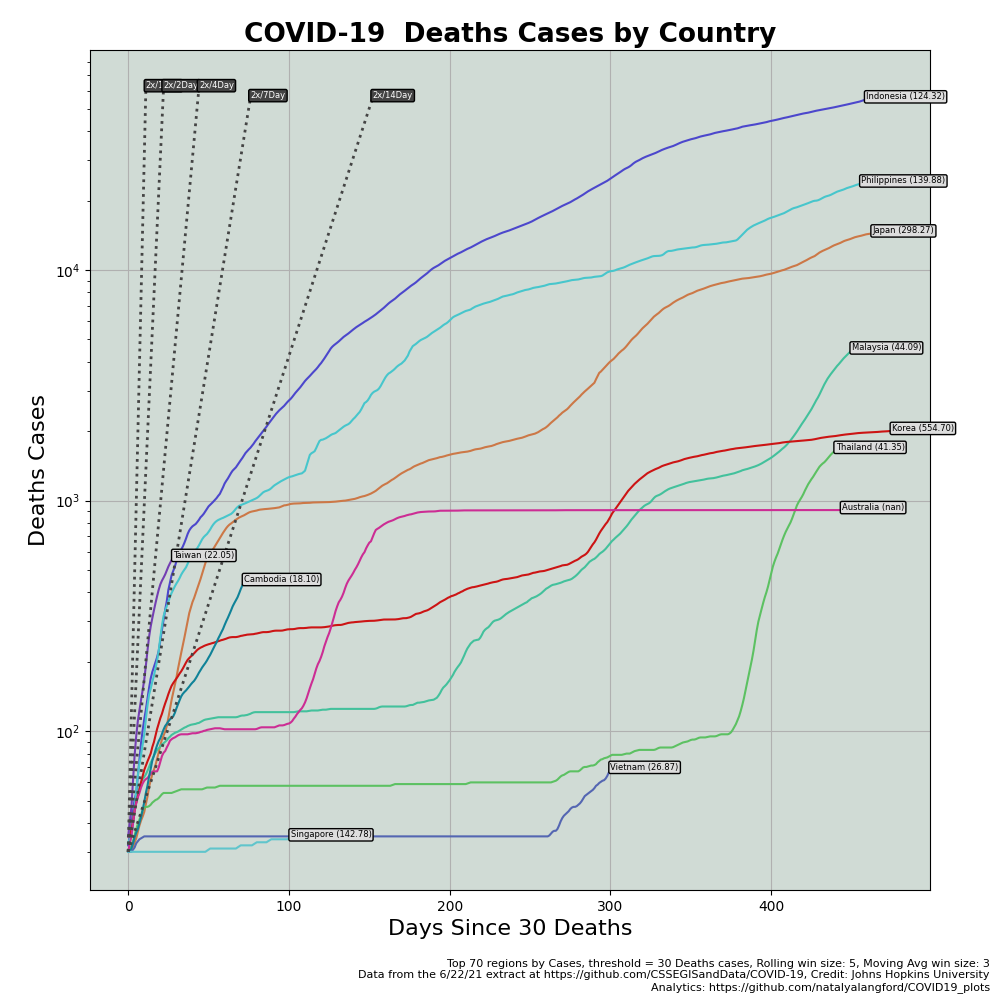 COVID-19  Deaths Cases by Country
2x/1
2x/2Day
2x/4Day
2x/7Day
2x/14Day
Indonesia (124.32)
Philippines (139.88)
Japan (298.27)
Malaysia (44.09)
Korea (554.70)
Thailand (41.35)
Australia (nan)
Taiwan (22.05)
Cambodia (18.10)
Vietnam (26.87)
Singapore (142.78)
10^4
10^3
10^2
Deaths Cases
0 100 200 300 400
Days Since 30 Deaths
Top 70 regions by Cases, threshold = 30 Deaths cases, Rolling win size: 5, Moving Avg win size: 3
Data from the 6/22/21 extract at https://github.com/CSSEGISandData/COVID-19, Credit: Johns Hopkins University
Analytics: https://github.com/natalyalangford/COVID19_plots